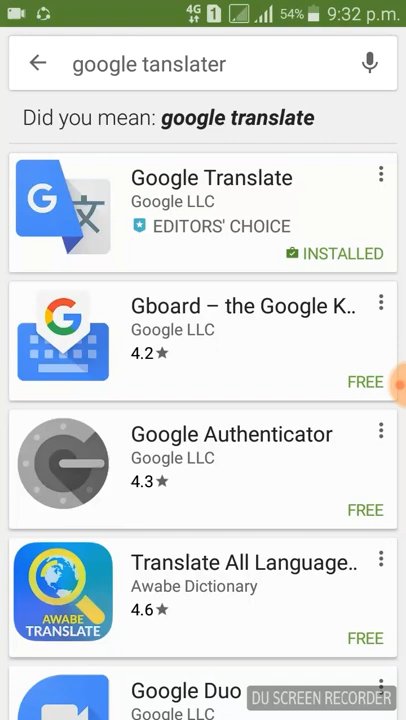 4G 1 54% 9:32 p.m.
google tanslater
Did you mean: google translate
Google Translate
Google LLC
EDITORS' CHOICE
INSTALLED
Gboard – the Google K..
Google LLC
4.2★
FREE
Google Authenticator
Google LLC
4.3★
FREE
AWABE
TRANSLATE
Translate All Language..
Awabe Dictionary
4.6★
FREE
Google Duo
Google LLC
DU SCREEN RECORDER